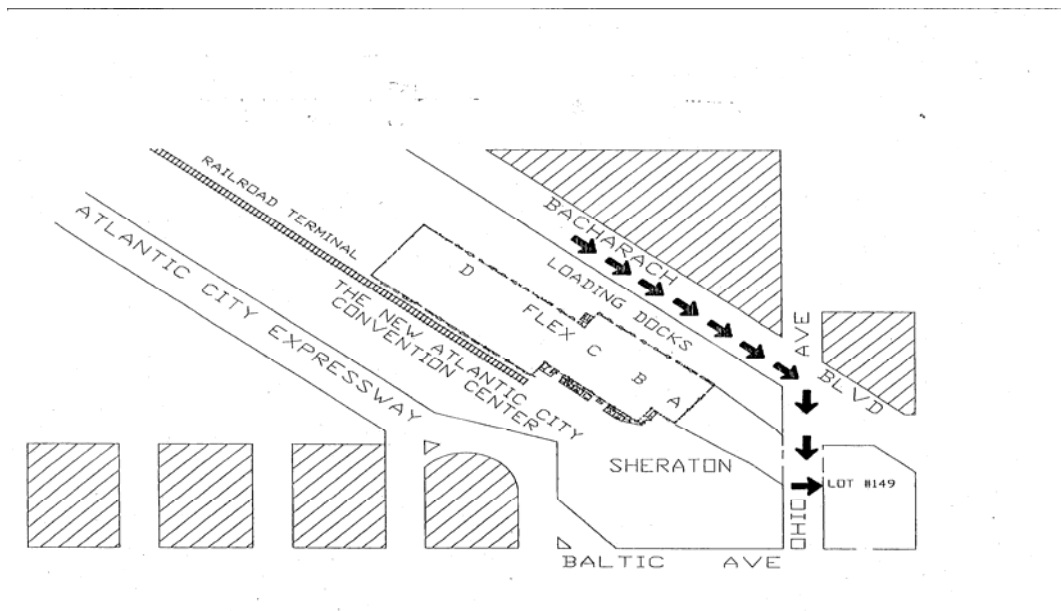 RAILROAD TERMINAL
ATLANTIC CITY EXPRESSWAY
THE NEW ATLANTIC CITY
CONVENTION CENTER
BACHARACH
BLVD
LOADING DOCKS
D
FLEX C
B
A
SHERATON
OHIO
AVE
LOT #149
BALTIC AVE